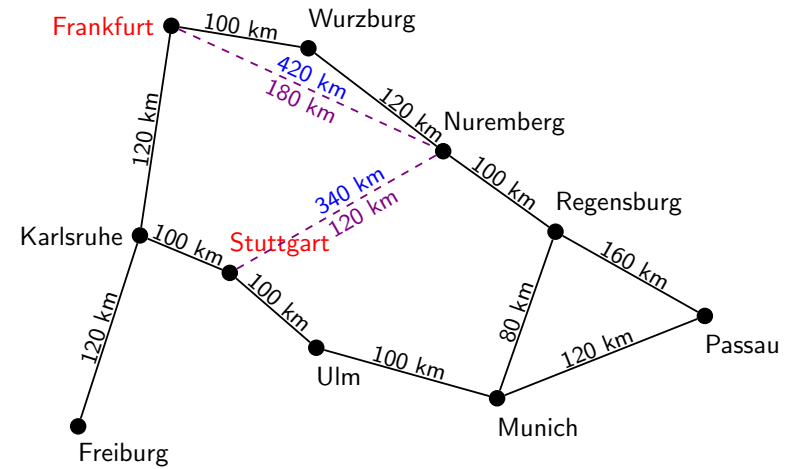 Wurzburg
Frankfurt
100 km
420 km
180 km
120 km
Nuremberg
120 km
100 km
340 km
120 km
Regensburg
Karlsruhe
100 km
Stuttgart
160 km
100 km
80 km
120 km
100 km
120 km
Passau
Ulm
Munich
Freiburg